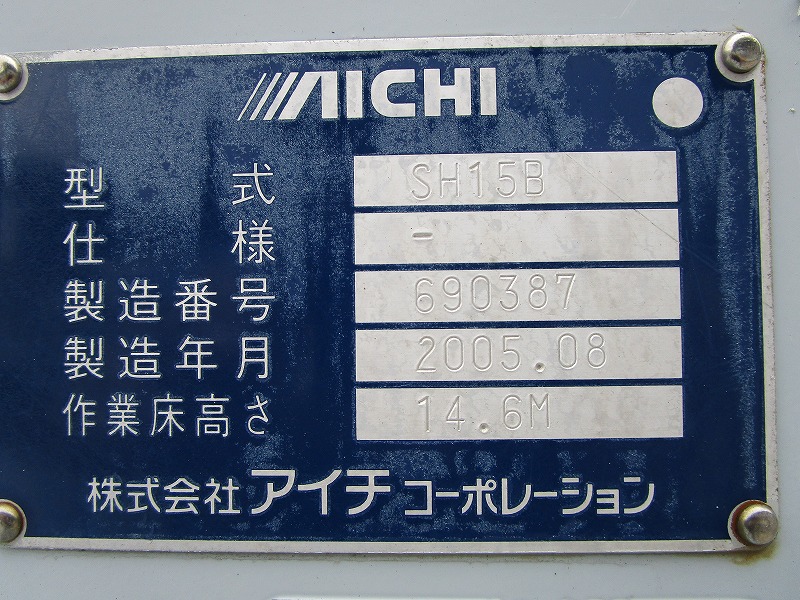 AICHI
型式 SH15B
仕様 -
製造番号 690387
製造年月 2005.08
作業床高さ 14.6M
株式会社アイチコーポレーション